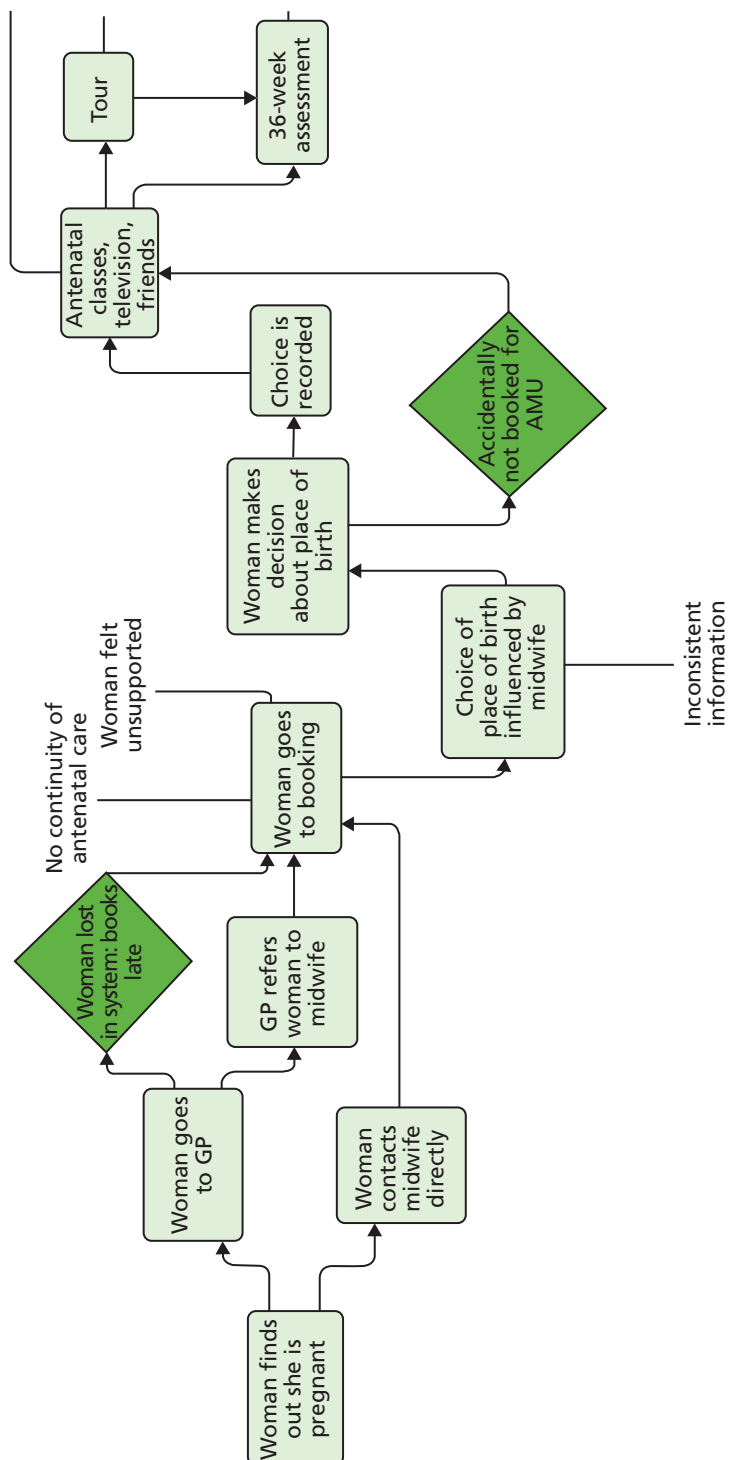 Woman finds
out she is
pregnant
Woman goes
to GP
Woman
contacts
midwife
directly
Woman lost
in system: books
late
GP refers
woman to
midwife
No continuity of
antenatal care
Woman felt
unsupported
Woman goes
to booking
Choice of
place of birth
influenced by
midwife
Inconsistent
information
Woman makes
decision
about place of
birth
Choice is
recorded
Accidentally
not booked for
AMU
Antenatal
classes,
television,
friends
Tour
36-week
assessment